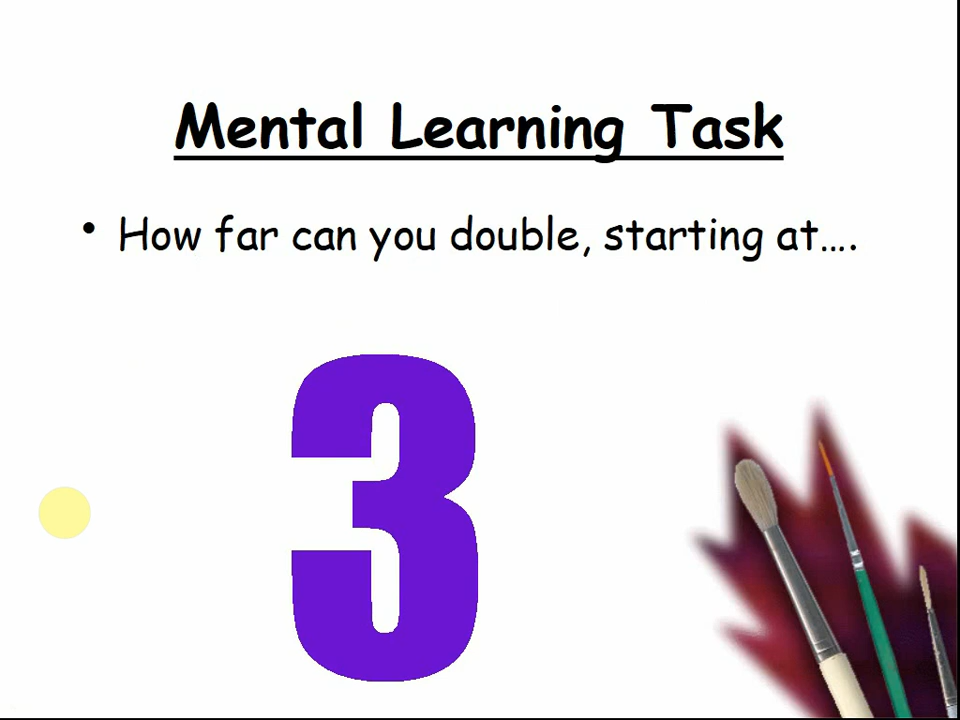 Mental Learning Task
• How far can you double, starting at….
3